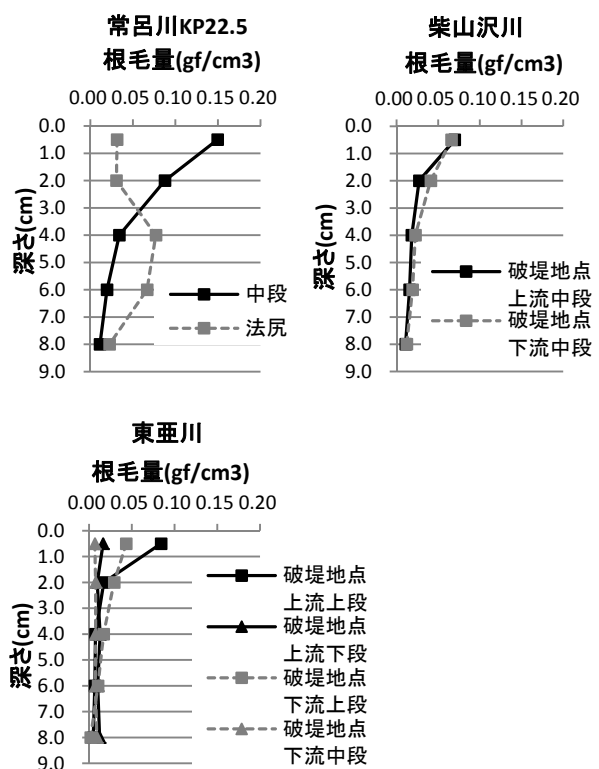 常呂川KP22.5
根毛量(gf/cm3)
0.00 0.05 0.10 0.15 0.20
0.0
1.0
2.0
3.0
4.0
5.0
6.0
7.0
8.0
9.0
深さ(cm)
中段
法尻
柴山沢川
根毛量(gf/cm3)
0.00 0.05 0.10 0.15 0.20
0.0
1.0
2.0
3.0
4.0
5.0
6.0
7.0
8.0
9.0
深さ(cm)
破堤地点
上流中段
破堤地点
下流中段
東亜川
根毛量(gf/cm3)
0.00 0.05 0.10 0.15 0.20
0.0
1.0
2.0
3.0
4.0
5.0
6.0
7.0
8.0
9.0
深さ(cm)
破堤地点
上流上段
破堤地点
上流下段
破堤地点
下流上段
破堤地点
下流中段